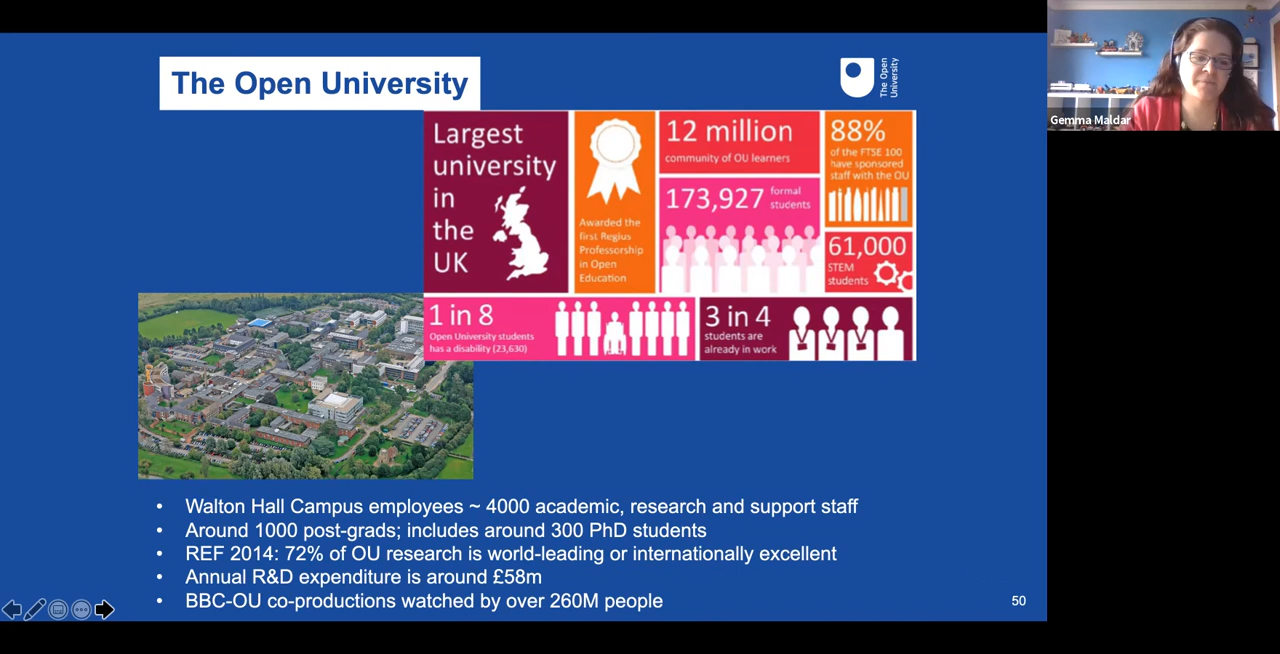 The Open University
The Open
University
Gemma Maldar
Largest
university
in
the
UK
Awarded the
first Regius
Professorship
in Open
Education
12 million
community of OU learners
173,927 formal
students
88%
of the FTSE 100
have sponsored
staff with the OU
61,000
STEM
students
1 in 8
Open University students
has a disability (23,630)
3 in 4
students are
already in work
• Walton Hall Campus employees ~ 4000 academic, research and support staff
• Around 1000 post-grads; includes around 300 PhD students
• REF 2014: 72% of OU research is world-leading or internationally excellent
• Annual R&D expenditure is around £58m
• BBC-OU co-productions watched by over 260M people
50